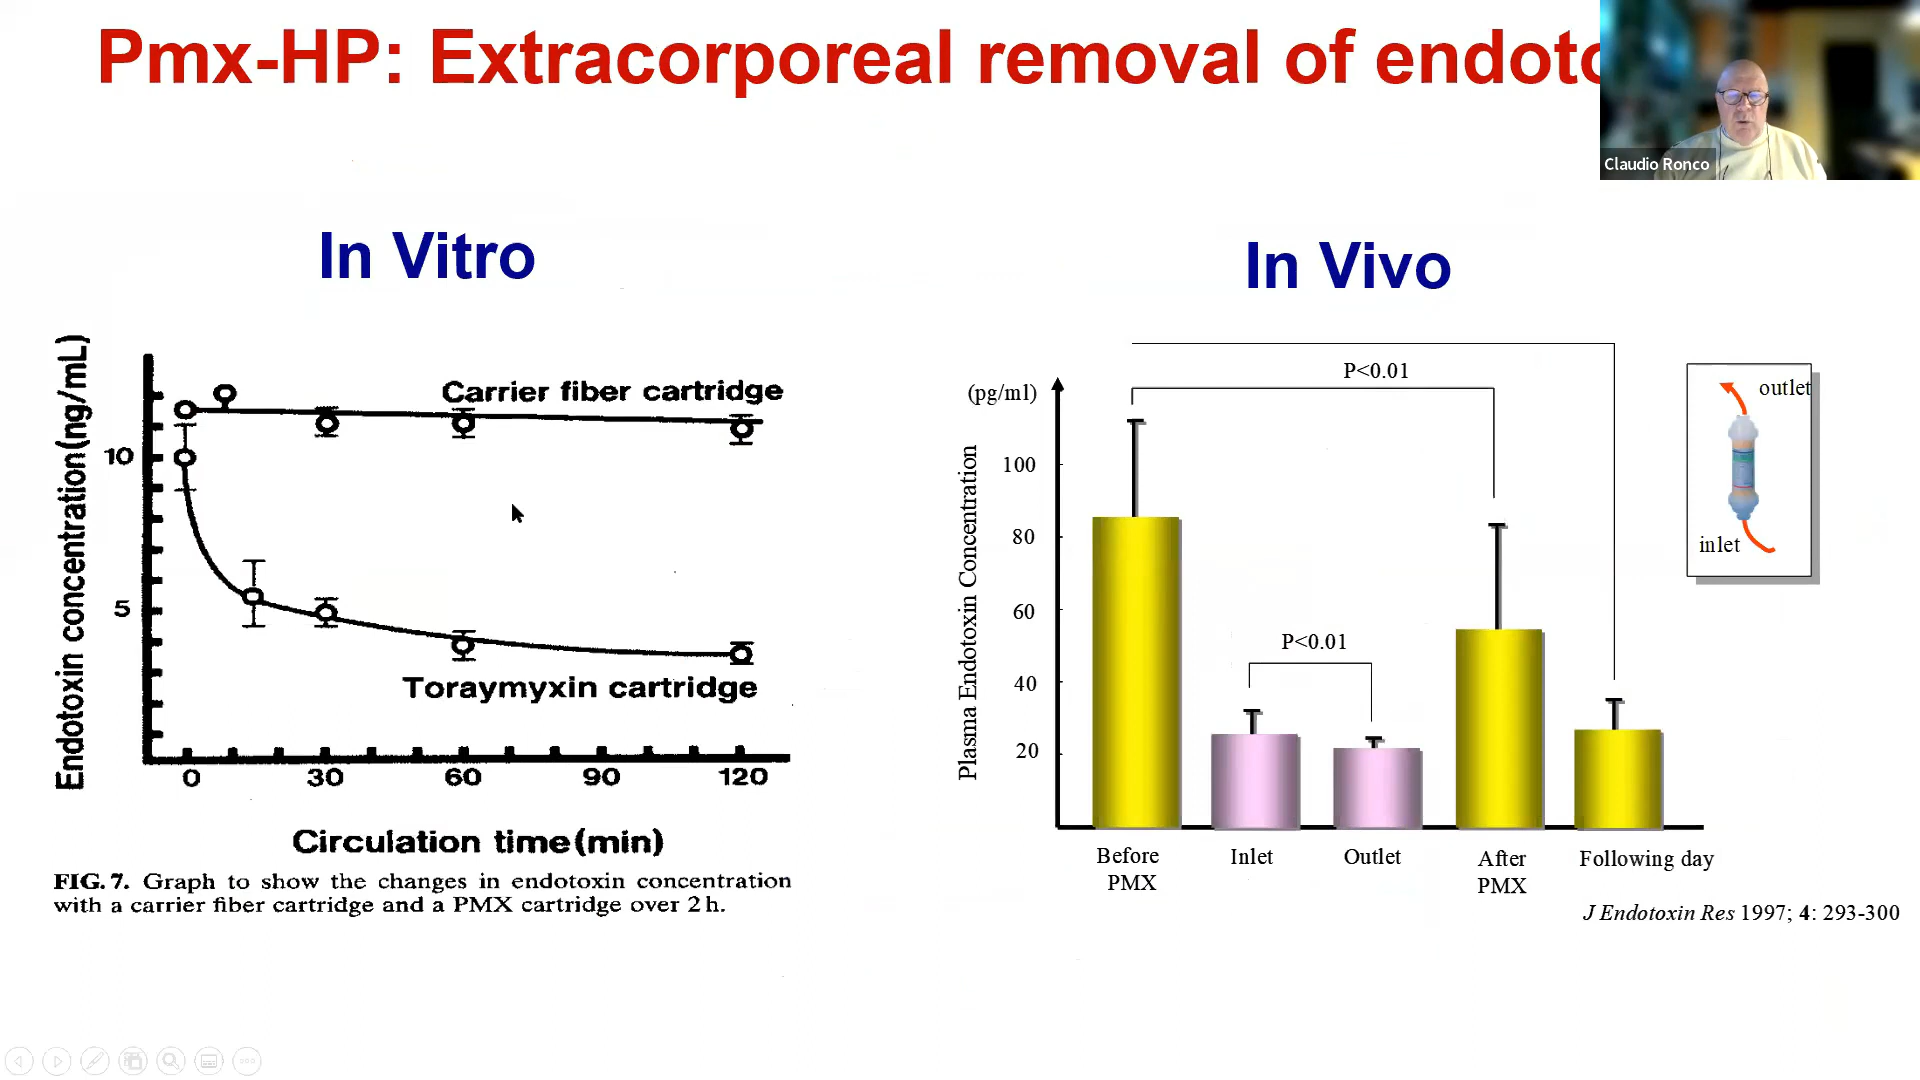 Pmx-HP: Extracorporeal removal of endoto
Claudio Ronco
In Vitro
Endotoxin concentration(ng/mL)
10
5
Carrier fiber cartridge
Toraymyxin cartridge
0 30 60 90 120
Circulation time(min)
FIG. 7. Graph to show the changes in endotoxin concentration
with a carrier fiber cartridge and a PMX cartridge over 2 h.
In Vivo
(pg/ml)
Plasma Endotoxin Concentration
100
80
60
40
20
P<0.01
P<0.01
Before
PMX
Inlet
Outlet
After
PMX
Following day
outlet
inlet
J Endotoxin Res 1997; 4: 293-300